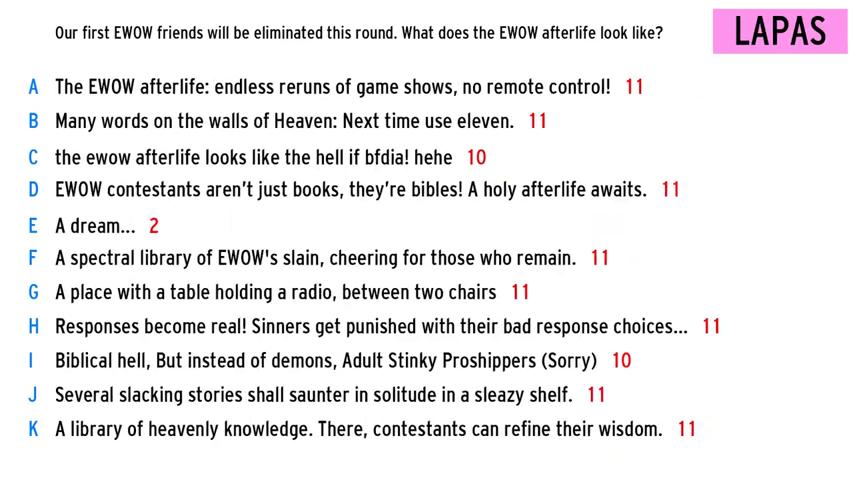 Our first EWOW friends will be eliminated this round. What does the EWOW afterlife look like?
LAPAS
A The EWOW afterlife: endless reruns of game shows, no remote control! 11
B Many words on the walls of Heaven: Next time use eleven. 11
C the ewow afterlife looks like the hell if bfdia! hehe 10
D EWOW contestants aren't just books, they're bibles! A holy afterlife awaits. 11
E A dream... 2
F A spectral library of EWOW's slain, cheering for those who remain. 11
G A place with a table holding a radio, between two chairs 11
H Responses become real! Sinners get punished with their bad response choices... 11
I Biblical hell, But instead of demons, Adult Stinky Proshippers (Sorry) 10
J Several slacking stories shall saunter in solitude in a sleazy shelf. 11
K A library of heavenly knowledge. There, contestants can refine their wisdom. 11